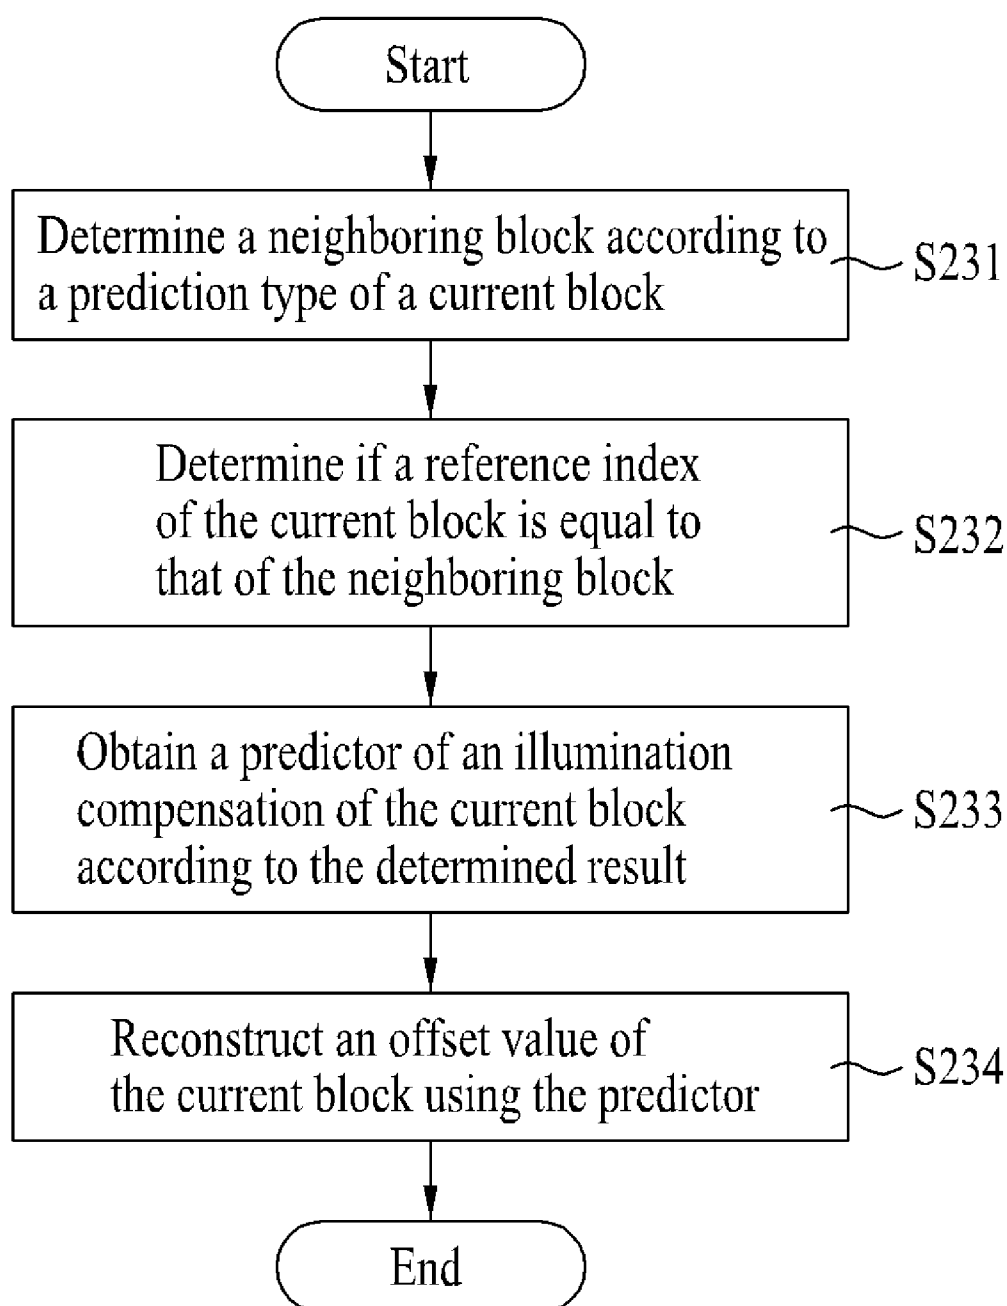 Start
Determine a neighboring block according to
a prediction type of a current block
S231
Determine if a reference index
of the current block is equal to
that of the neighboring block
S232
Obtain a predictor of an illumination
compensation of the current block
according to the determined result
S233
Reconstruct an offset value of
the current block using the predictor
S234
End